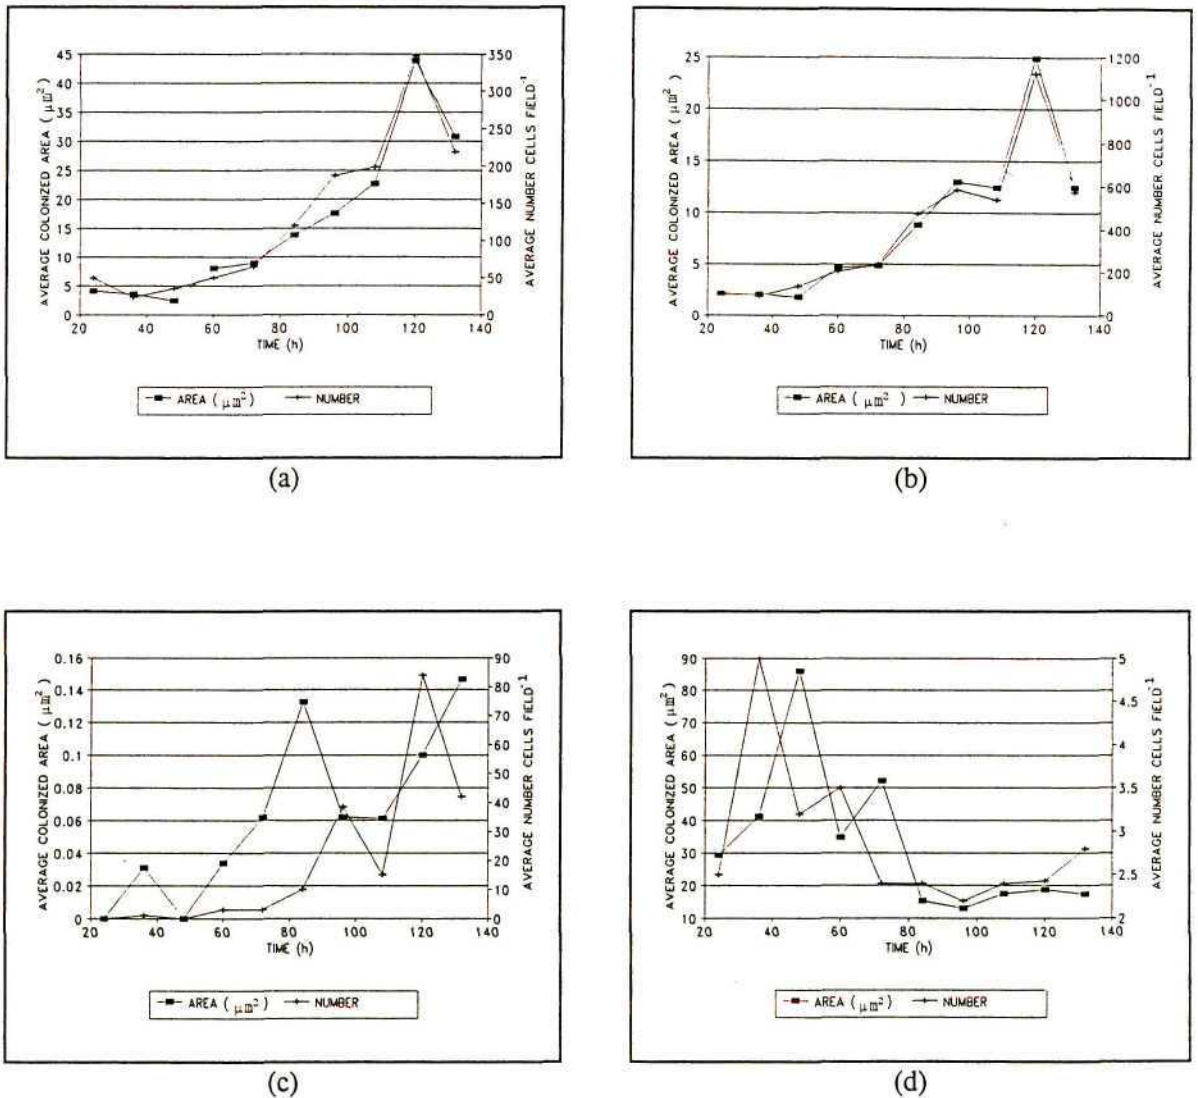 45
40
35
30
25
20
15
10
5
0
AVERAGE COLONIZED AREA ( μm²)
350
300
250
200
150
100
50
0
AVERAGE NUMBER CELLS FIELD⁻¹
20 40 60 80 100 120 140
TIME (h)
AREA ( μm²) NUMBER
(a)
25
20
15
10
5
0
AVERAGE COLONIZED AREA ( μm²)
1200
1000
800
600
400
200
0
AVERAGE NUMBER CELLS FIELD⁻¹
20 40 60 80 100 120 140
TIME (h)
AREA ( μm² ) NUMBER
(b)
0.16
0.14
0.12
0.1
0.08
0.06
0.04
0.02
0
AVERAGE COLONIZED AREA ( μm²)
90
80
70
60
50
40
30
20
10
0
AVERAGE NUMBER CELLS FIELD⁻¹
20 40 60 80 100 120 140
TIME (h)
AREA ( μm²) NUMBER
(c)
90
80
70
60
50
40
30
20
10
AVERAGE COLONIZED AREA ( μm²)
5
4.5
4
3.5
3
2.5
2
AVERAGE NUMBER CELLS FIELD⁻¹
20 40 60 80 100 120 140
TIME (h)
AREA ( μm²) NUMBER
(d)